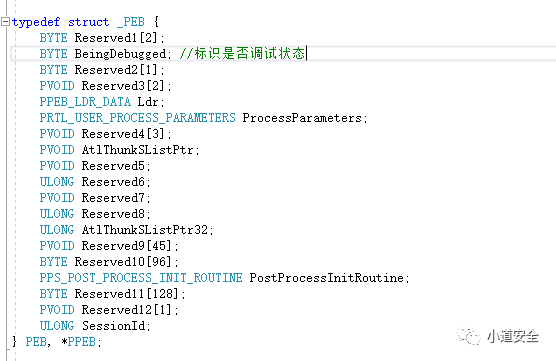 typedef struct _PEB {
BYTE Reserved1[2];
BYTE BeingDebugged; //标识是否调试状态
BYTE Reserved2[1];
PVOID Reserved3[2];
PPEB_LDR_DATA Ldr;
PRTL_USER_PROCESS_PARAMETERS ProcessParameters;
PVOID Reserved4[3];
PVOID AtlThunkSListPtr;
PVOID Reserved5;
ULONG Reserved6;
PVOID Reserved7;
ULONG Reserved8;
ULONG AtlThunkSListPtr32;
PVOID Reserved9[45];
BYTE Reserved10[96];
PPS_POST_PROCESS_INIT_ROUTINE PostProcessInitRoutine;
BYTE Reserved11[128];
PVOID Reserved12[1];
ULONG SessionId;
} PEB, *PPEB;
小道安全